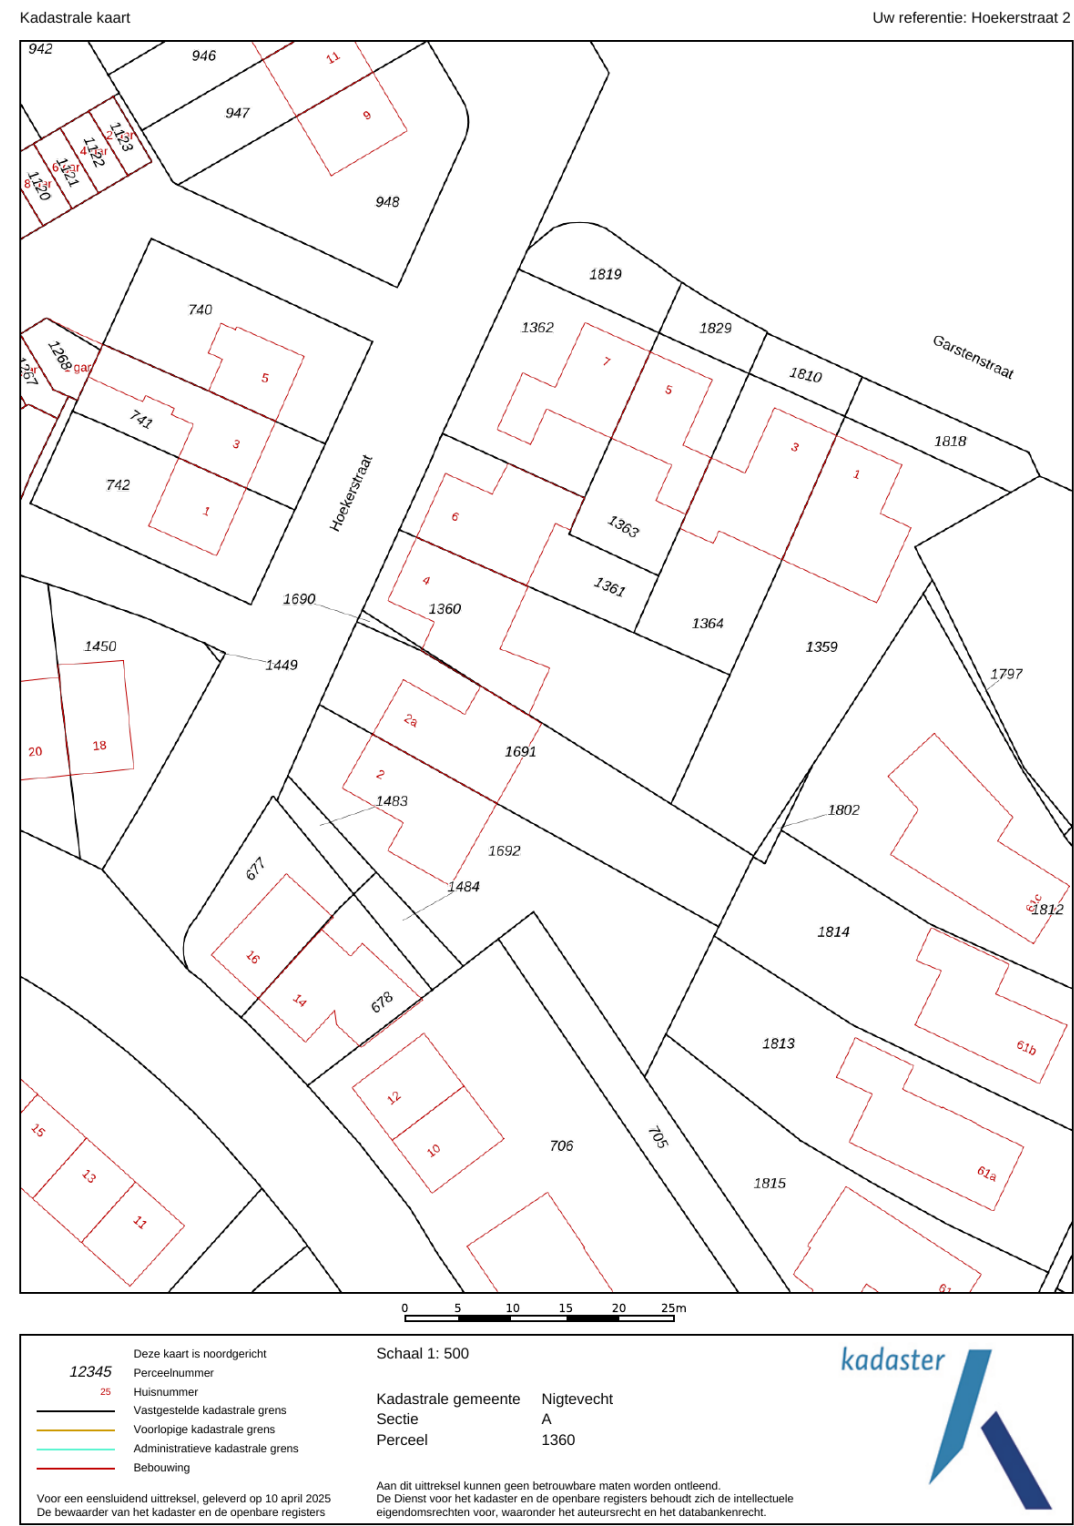 Kadastrale kaart
Uw referentie: Hoekerstraat 2
942
946
11
947
9
948
1123
1122
1121
1120
1819
740
1362
1829
Garstenstraat
1268
1267
gar
7
5
1810
5
741
3
3
1
1818
742
1
Hoekerstraat
6
1363
4
1361
1690
1360
1364
1450
1449
1359
1797
2a
20
18
1691
2
1483
1802
677
1692
1484
61c
1812
1814
16
14
678
1813
61b
12
15
10
706
705
13
61a
1815
11
61
0 5 10 15 20 25m
Deze kaart is noordgericht
12345 Perceelnummer
25 Huisnummer
Vastgestelde kadastrale grens
Voorlopige kadastrale grens
Administratieve kadastrale grens
Bebouwing
Voor een eensluidend uittreksel, geleverd op 10 april 2025
De bewaarder van het kadaster en de openbare registers
Schaal 1: 500
Kadastrale gemeente Nigtevecht
Sectie A
Perceel 1360
Aan dit uittreksel kunnen geen betrouwbare maten worden ontleend.
De Dienst voor het kadaster en de openbare registers behoudt zich de intellectuele
eigendomsrechten voor, waaronder het auteursrecht en het databankenrecht.
kadaster